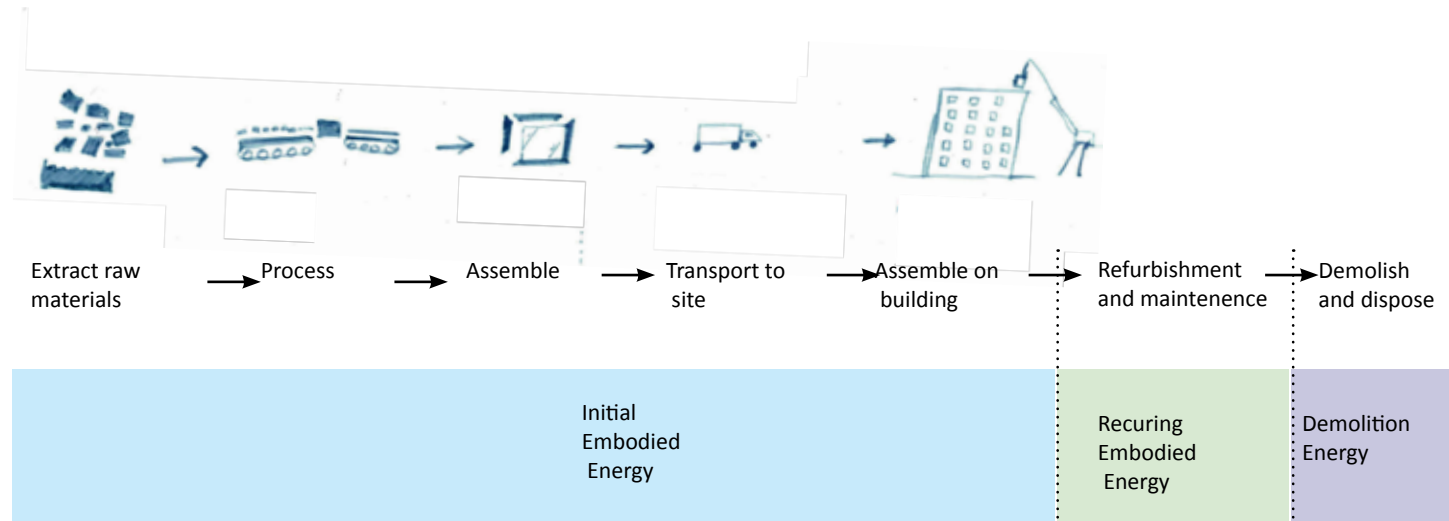 Extract raw
materials
Process
Assemble
Transport to
site
Assemble on
building
Refurbishment
and maintenence
Demolish
and dispose
Initial
Embodied
Energy
Recuring
Embodied
Energy
Demolition
Energy